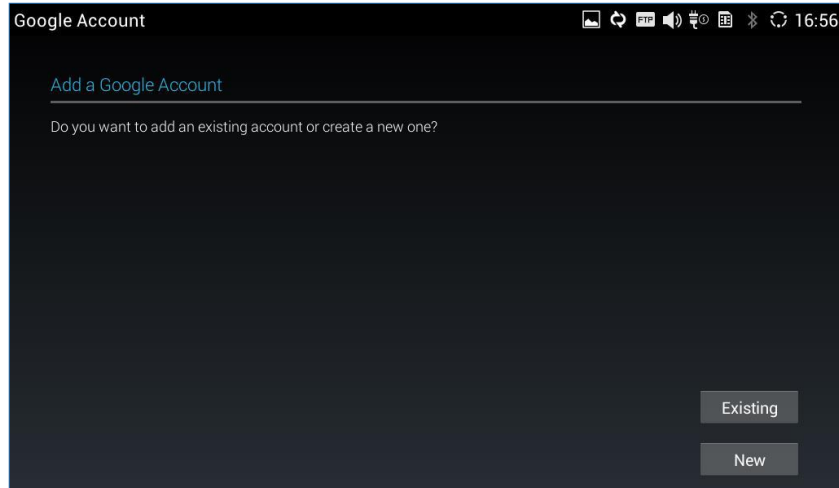 Google Account
FTP
16:56
Add a Google Account
Do you want to add an existing account or create a new one?
Existing
New